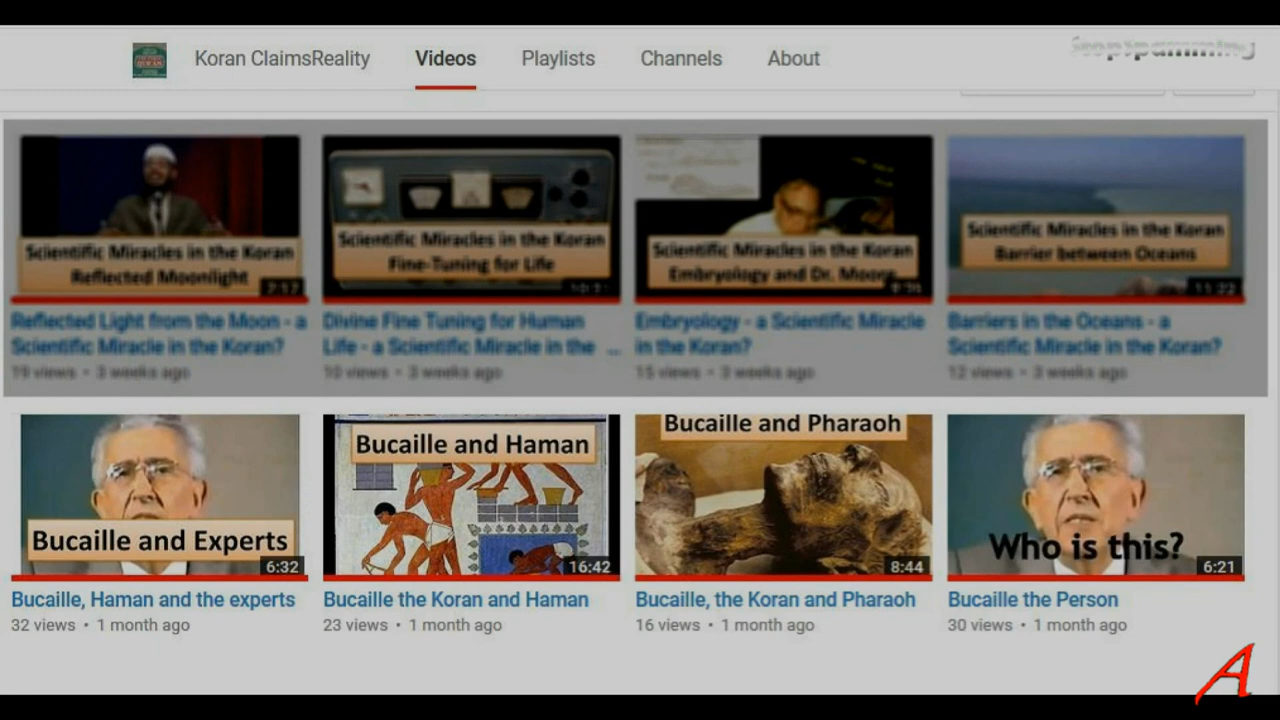 Koran ClaimsReality
Videos
Playlists
Channels
About
Scientific Miracles in the Koran
Reflected Moonlight
7:17
Scientific Miracles in the Koran
Fine-Tuning for Life
Scientific Miracles in the Koran
Embryology and Dr. Moore
Scientific Miracles in the Koran
Barrier between Oceans
Reflected Light from the Moon - a
Scientific Miracle in the Koran?
19 views • 3 weeks ago
Divine Fine Tuning for Human
Life - a Scientific Miracle in the ...
10 views • 3 weeks ago
Embryology - a Scientific Miracle
in the Koran?
15 views • 3 weeks ago
Barriers in the Oceans - a
Scientific Miracle in the Koran?
12 views • 3 weeks ago
Bucaille and Experts
6:32
Bucaille and Haman
16:42
Bucaille and Pharaoh
8:44
Who is this?
6:21
Bucaille, Haman and the experts
32 views • 1 month ago
Bucaille the Koran and Haman
23 views • 1 month ago
Bucaille, the Koran and Pharaoh
16 views • 1 month ago
Bucaille the Person
30 views • 1 month ago
A